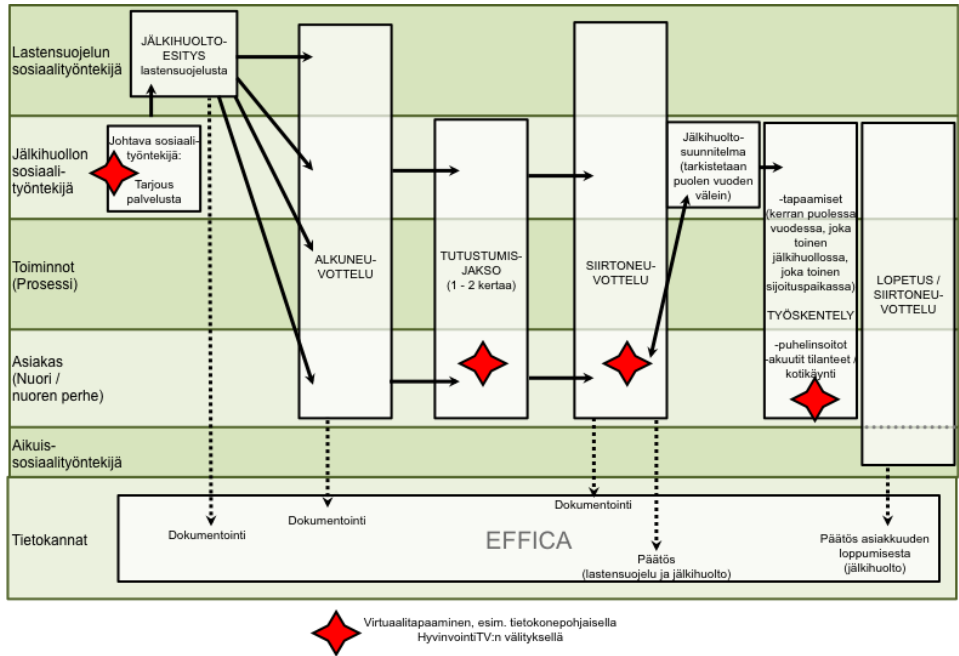 Lastensuojelun
sosiaalityöntekijä
JÄLKIHUOLTO-
ESITYS
lastensuojelusta
Jälkihuollon
sosiaali-
työntekijä
Johtava sosiaali-
työntekijä:
Tarjous
palvelusta
Jälkihuolto-
suunnitelma
(tarkistetaan
puolen vuoden
välein)
-tapaamiset
(kerran puolessa
vuodessa, joka
toinen
jälkihuollossa,
joka toinen
sijoituspaikassa)
TYÖSKENTELY
-puhelinsoitot
-akuutit tilanteet /
kotikäynti
Toiminnot
(Prosessi)
ALKUNEU-
VOTTELU
TUTUSTUMIS-
JAKSO
(1 - 2 kertaa)
SIIRTONEU-
VOTTELU
LOPETUS /
SIIRTONEU-
VOTTELU
Asiakas
(Nuori /
nuoren perhe)
Aikuis-
sosiaalityöntekijä
Tietokannat
Dokumentointi
Dokumentointi
EFFICA
Dokumentointi
Päätös
(lastensuojelu ja jälkihuolto)
Päätös asiakkuuden
loppumisesta
(jälkihuolto)
Virtuaalitapaaminen, esim. tietokonepohjaisella
HyvinvointiTV:n välityksellä